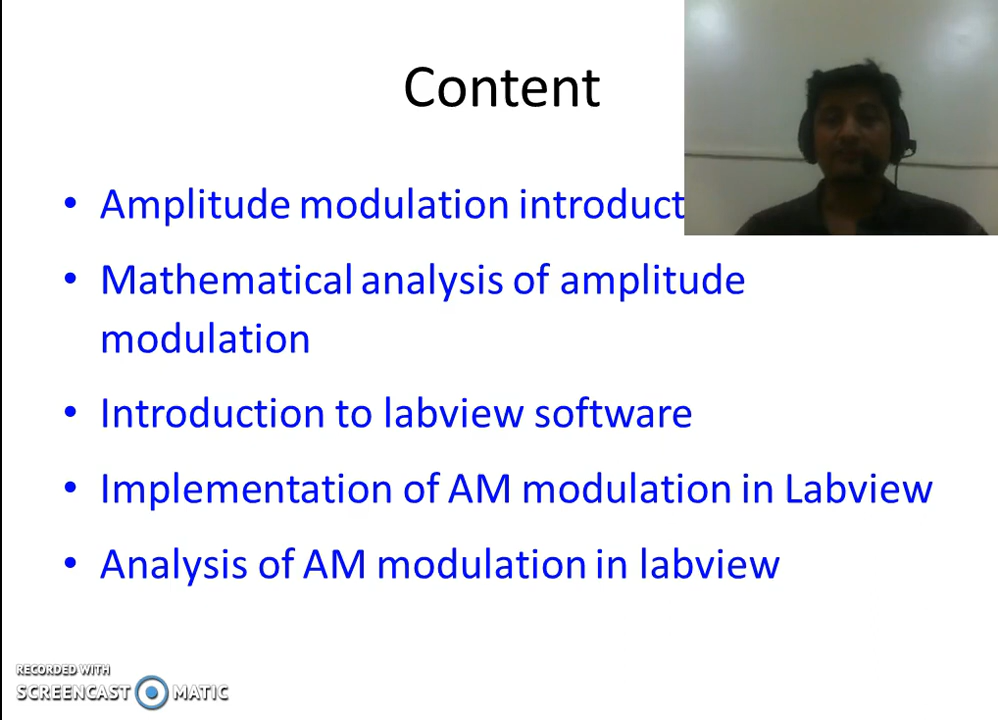 Content
• Amplitude modulation introduct
• Mathematical analysis of amplitude
modulation
• Introduction to labview software
• Implementation of AM modulation in Labview
• Analysis of AM modulation in labview
RECORDED WITH
SCREENCAST MATIC